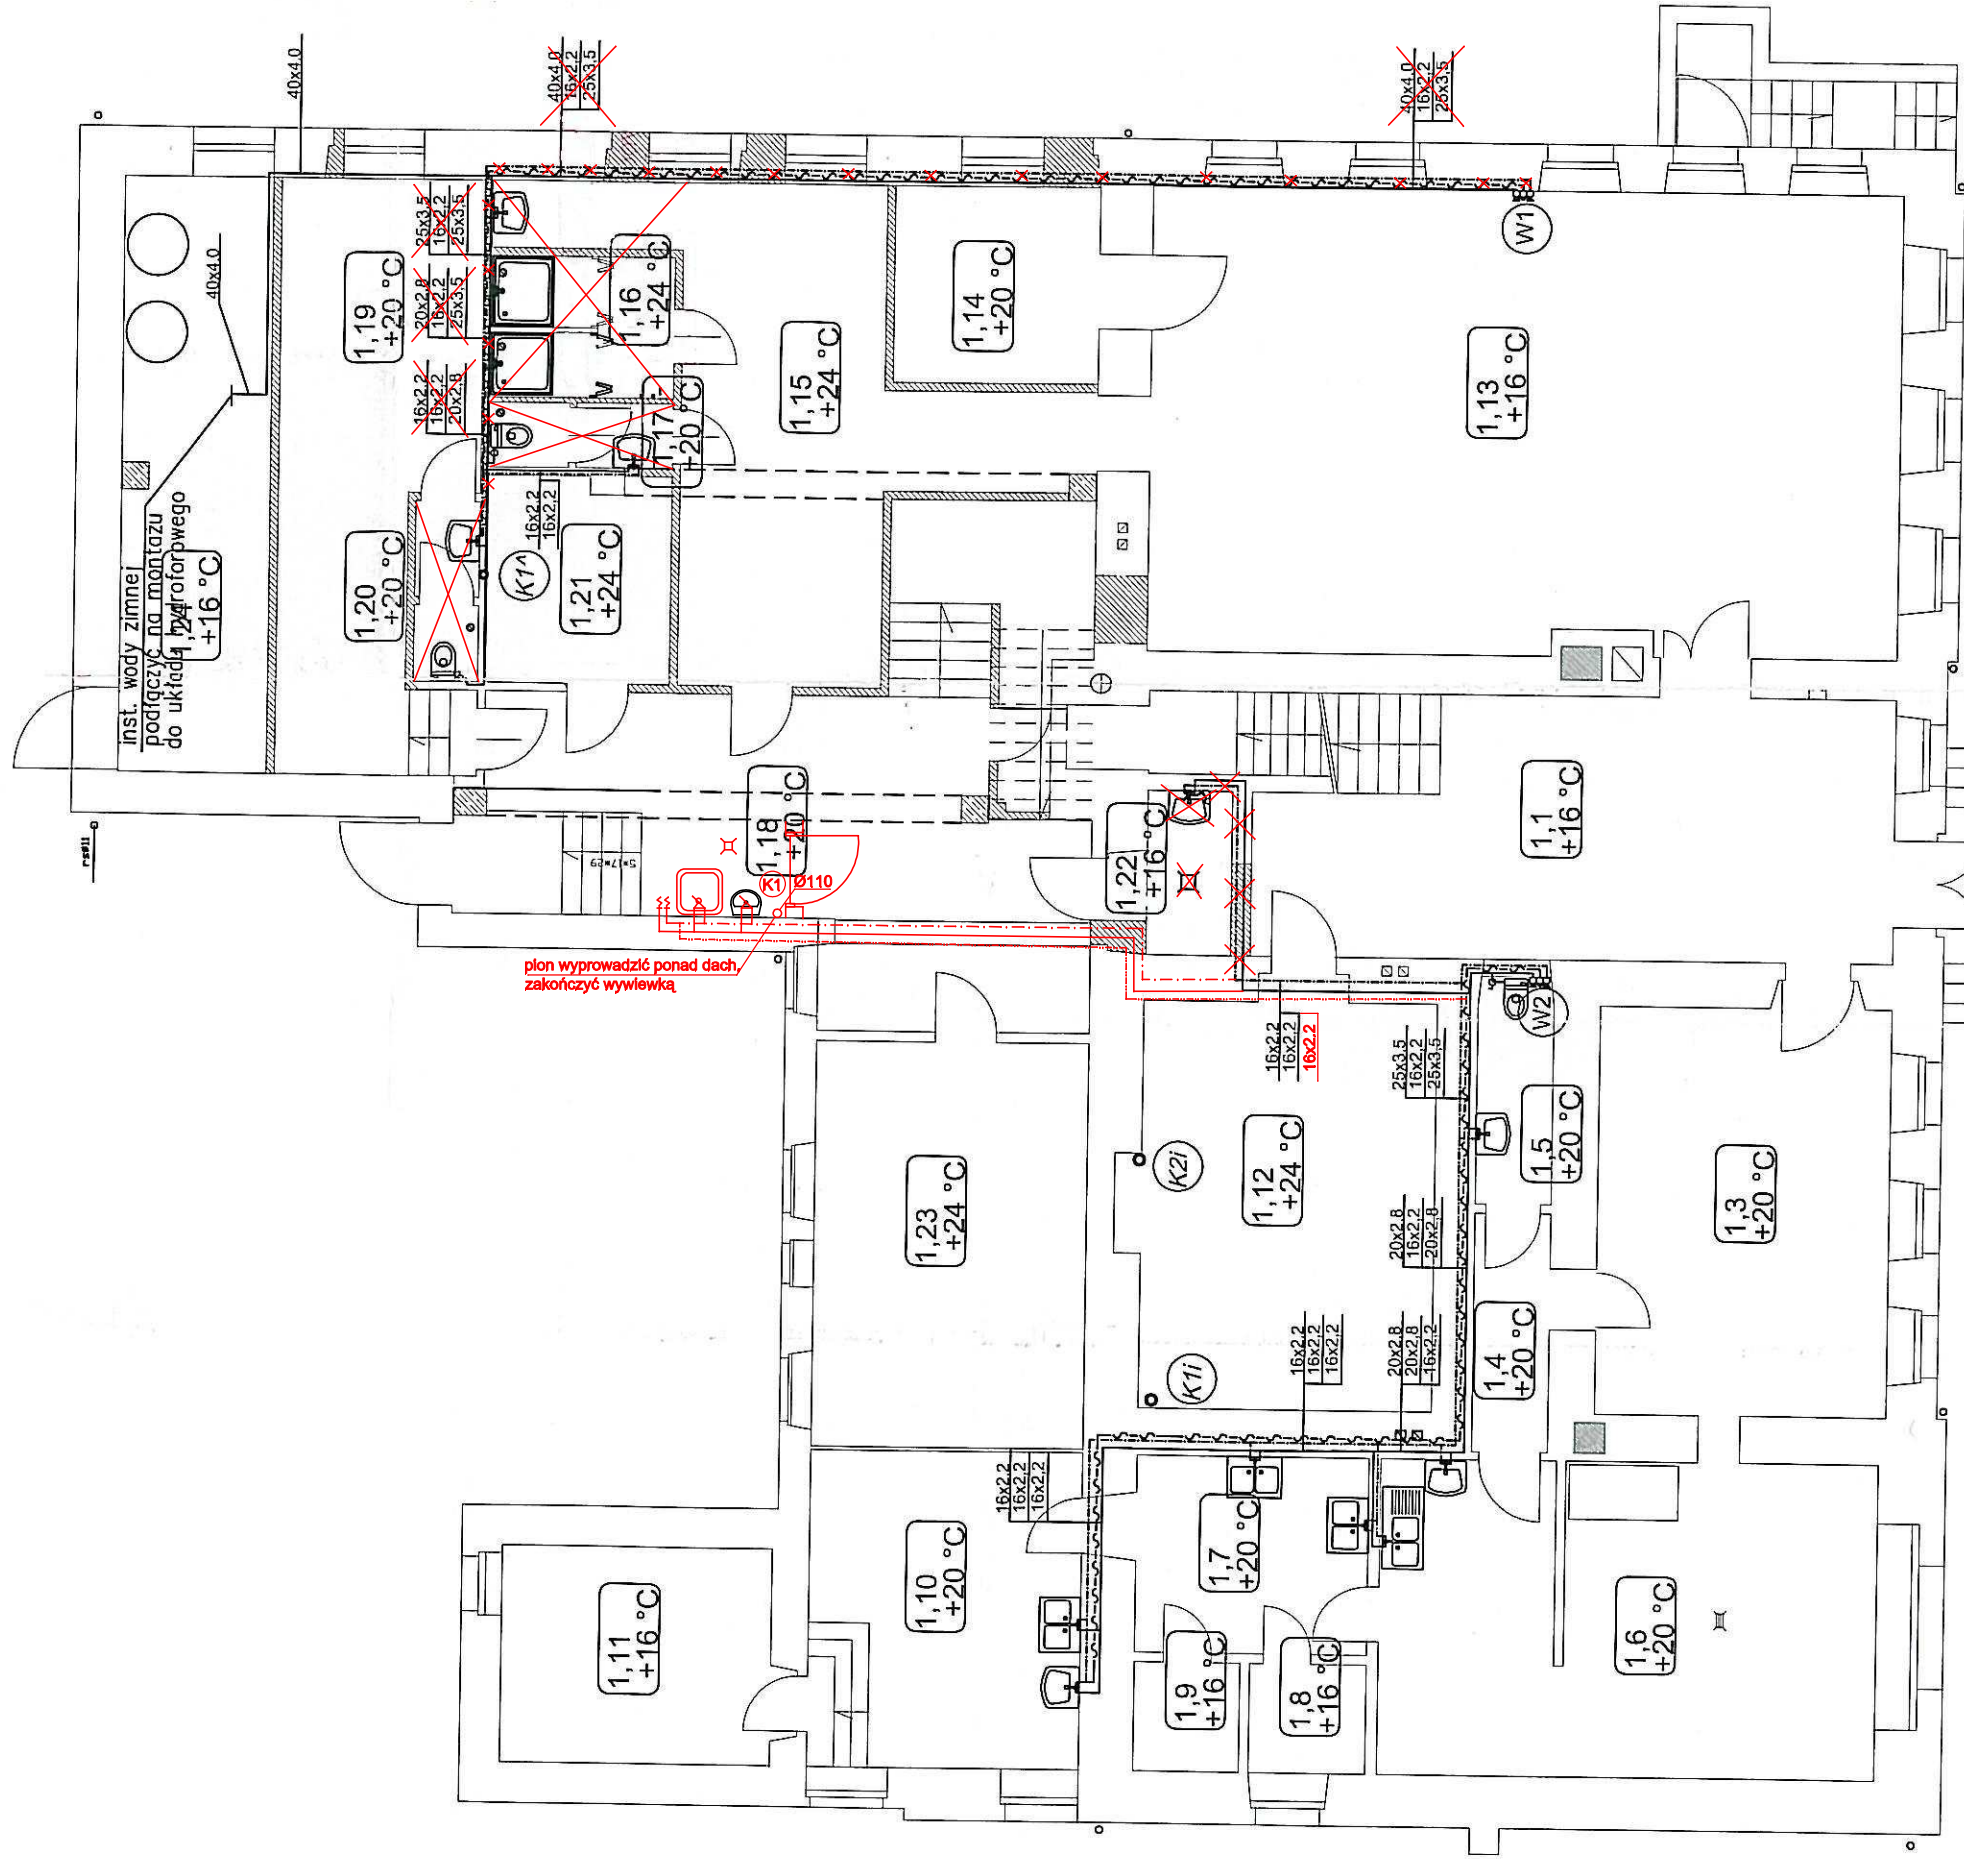 40x4.0
40x4.0
16x2,2
25x3,5
40x4.0
16x2,2
25x3,5
25x3,5
16x2,2
25x3,5
20x2,8
16x2,2
25x3,5
16x2,2
16x2,2
20x2,8
40x4.0
1,19
+20 °C
1,16
+24 °C
1,17
+20 °C
1,15
+24 °C
1,14
+20 °C
1,13
+16 °C
W1
inst. wody zimnej
podłączyć na montażu
do układu hydroforowego
1,24
+16 °C
1,20
+20 °C
16x2,2
16x2,2
K1^
1,21
+24 °C
rs#11
5*17*29
1,18
+20 °C
K1
Ø110
pion wyprowadzić ponad dach,
zakończyć wywiewką
1,22
+16 °C
1,1
+16 °C
16x2,2
16x2,2
16x2.2
25x3,5
16x2,2
25x3,5
W2
1,5
+20 °C
K2i
1,12
+24 °C
1,23
+24 °C
20x2,8
16x2,2
20x2,8
1,3
+20 °C
K1i
16x2,2
16x2,2
16x2,2
20x2,8
20x2,8
16x2,2
1,4
+20 °C
16x2,2
16x2,2
16x2,2
1,11
+16 °C
1,10
+20 °C
1,7
+20 °C
1,9
+16 °C
1,8
+16 °C
1,6
+20 °C